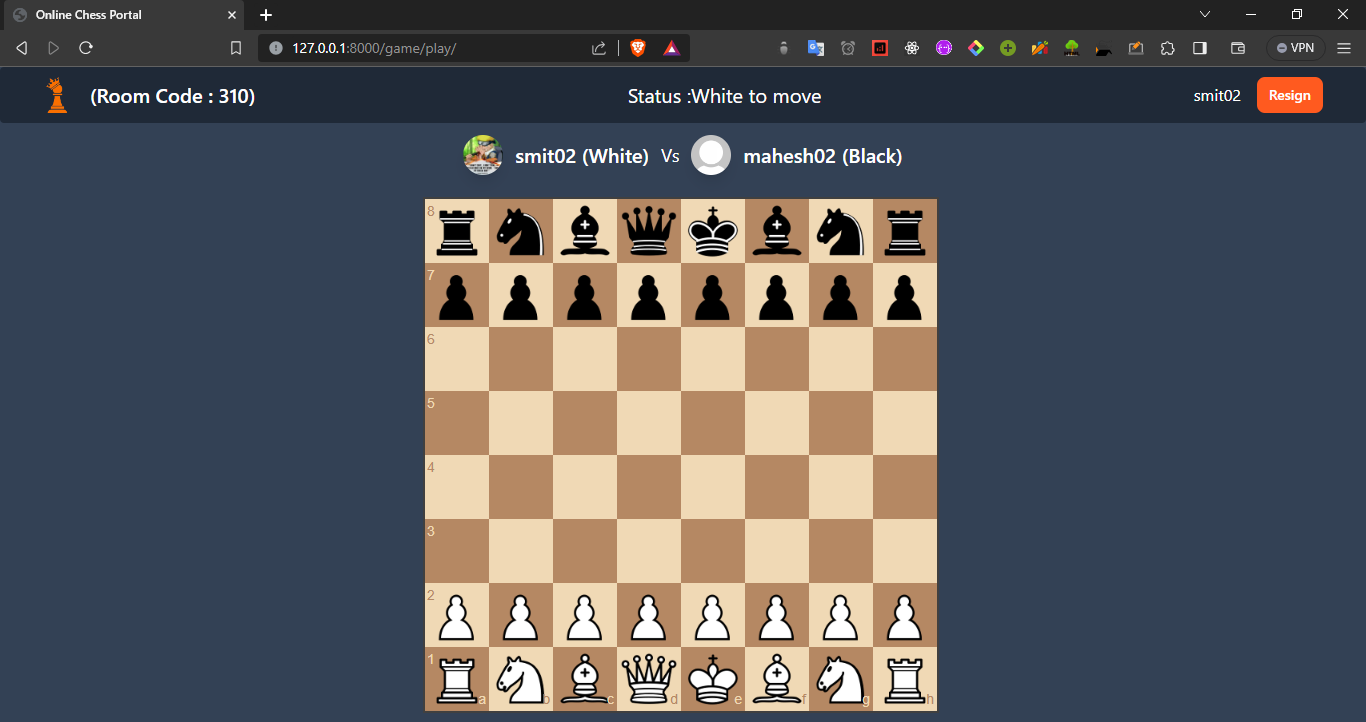 Online Chess Portal
127.0.0.1:8000/game/play/
VPN
(Room Code : 310)
Status :White to move
smit02
Resign
smit02 (White) Vs mahesh02 (Black)
8
7
6
5
4
3
2
1
a b c d e f g h